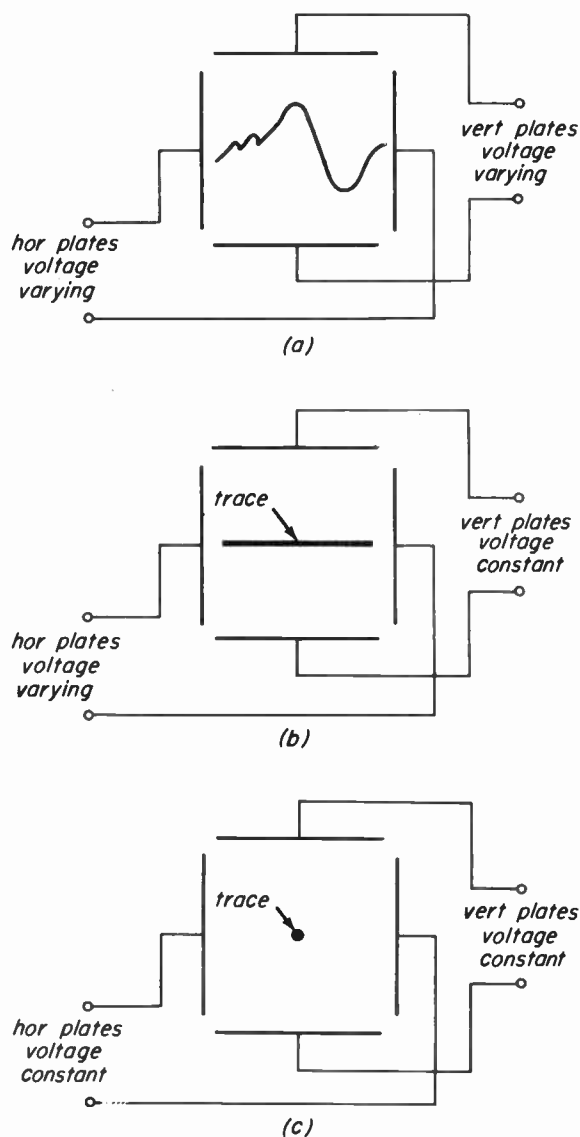 vert plates
voltage
varying
hor plates
voltage
varying
(a)
trace
vert plates
voltage
constant
hor plates
voltage
varying
(b)
trace
vert plates
voltage
constant
hor plates
voltage
constant
(c)